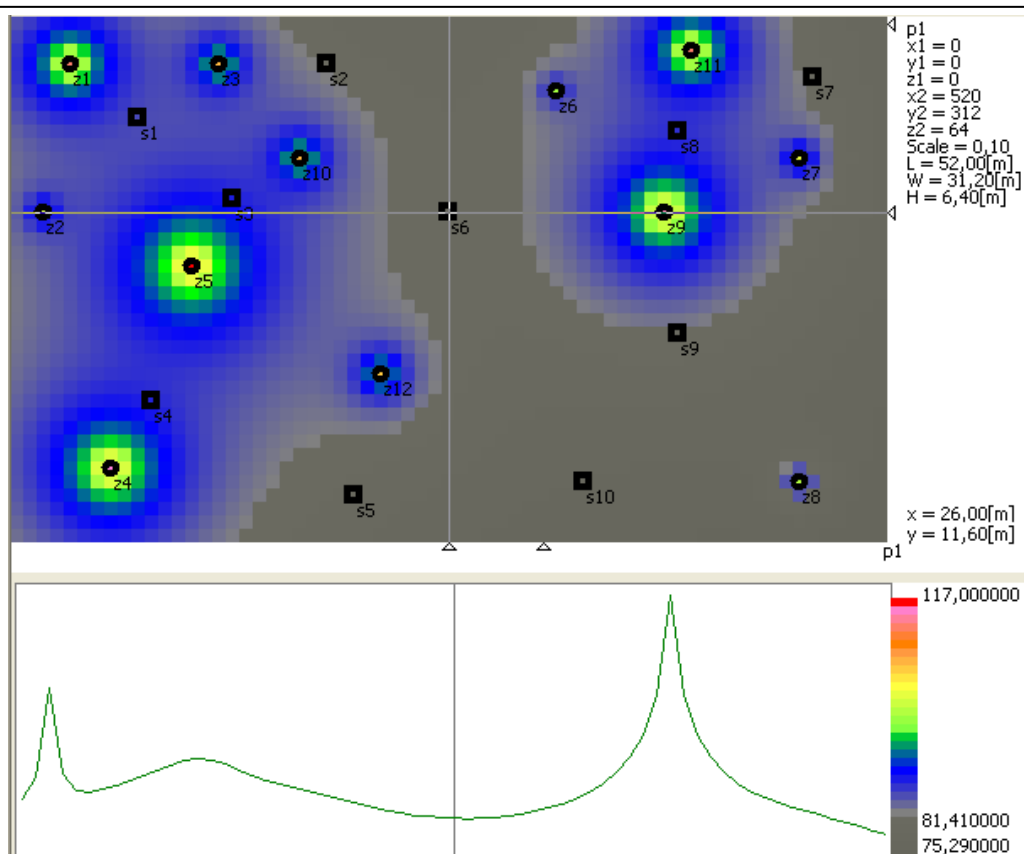 z1
z3
s2
z11
z6
s7
s1
s8
z10
z7
s3
z2
s6
z9
z5
s9
z12
s4
z4
s5
s10
z8
p1
x1 = 0
y1 = 0
z1 = 0
x2 = 520
y2 = 312
z2 = 64
Scale = 0,10
L = 52,00[m]
W = 31,20[m]
H = 6,40[m]
x = 26,00[m]
y = 11,60[m]
p1
117,000000
81,410000
75,290000